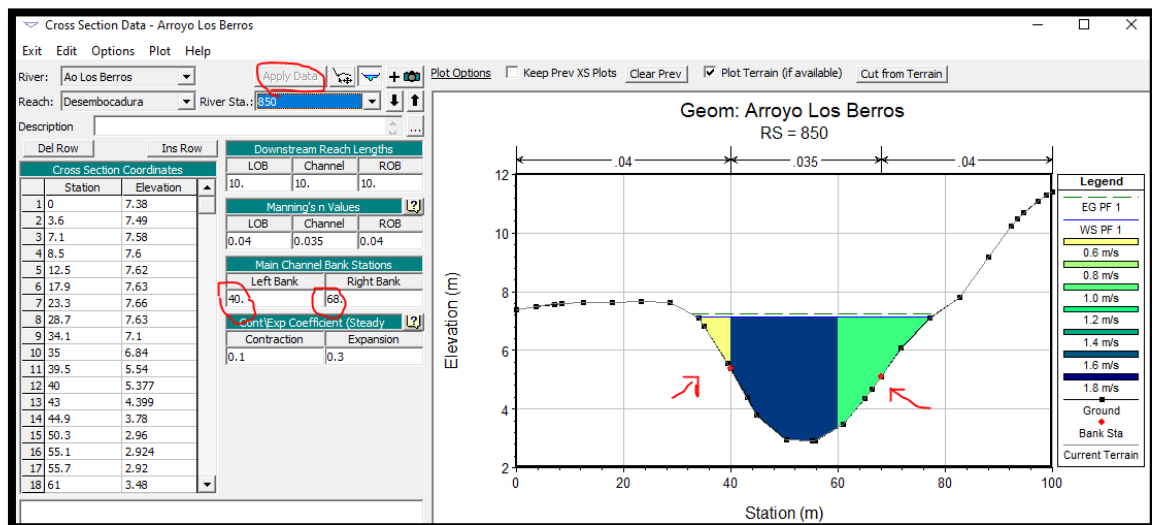 Cross Section Data - Arroyo Los Berros
Exit Edit Options Plot Help
River: Ao Los Berros Apply Data
Reach: Desembocadura River Sta.: 850
Description ...
Plot Options Keep Prev XS Plots Clear Prev Plot Terrain (if available) Cut from Terrain
Del Row Ins Row
Cross Section Coordinates
Station Elevation
1 0 7.38
2 3.6 7.49
3 7.1 7.58
4 8.5 7.6
5 12.5 7.62
6 17.9 7.63
7 23.3 7.66
8 28.7 7.63
9 34.1 7.1
10 35 6.84
11 39.5 5.54
12 40 5.377
13 43 4.399
14 44.9 3.78
15 50.3 2.96
16 55.1 2.924
17 55.7 2.92
18 61 3.48
Downstream Reach Lengths
LOB Channel ROB
10. 10. 10.
Manning's n Values ?
LOB Channel ROB
0.04 0.035 0.04
Main Channel Bank Stations
Left Bank Right Bank
40. 68.
Cont\Exp Coefficient (Steady ?
Contraction Expansion
0.1 0.3
Geom: Arroyo Los Berros
RS = 850
.04 .035 .04
12
10
8
6
4
2
Elevation (m)
0 20 40 60 80 100
Station (m)
Legend
EG PF 1
WS PF 1
0.6 m/s
0.8 m/s
1.0 m/s
1.2 m/s
1.4 m/s
1.6 m/s
1.8 m/s
Ground
Bank Sta
Current Terrain